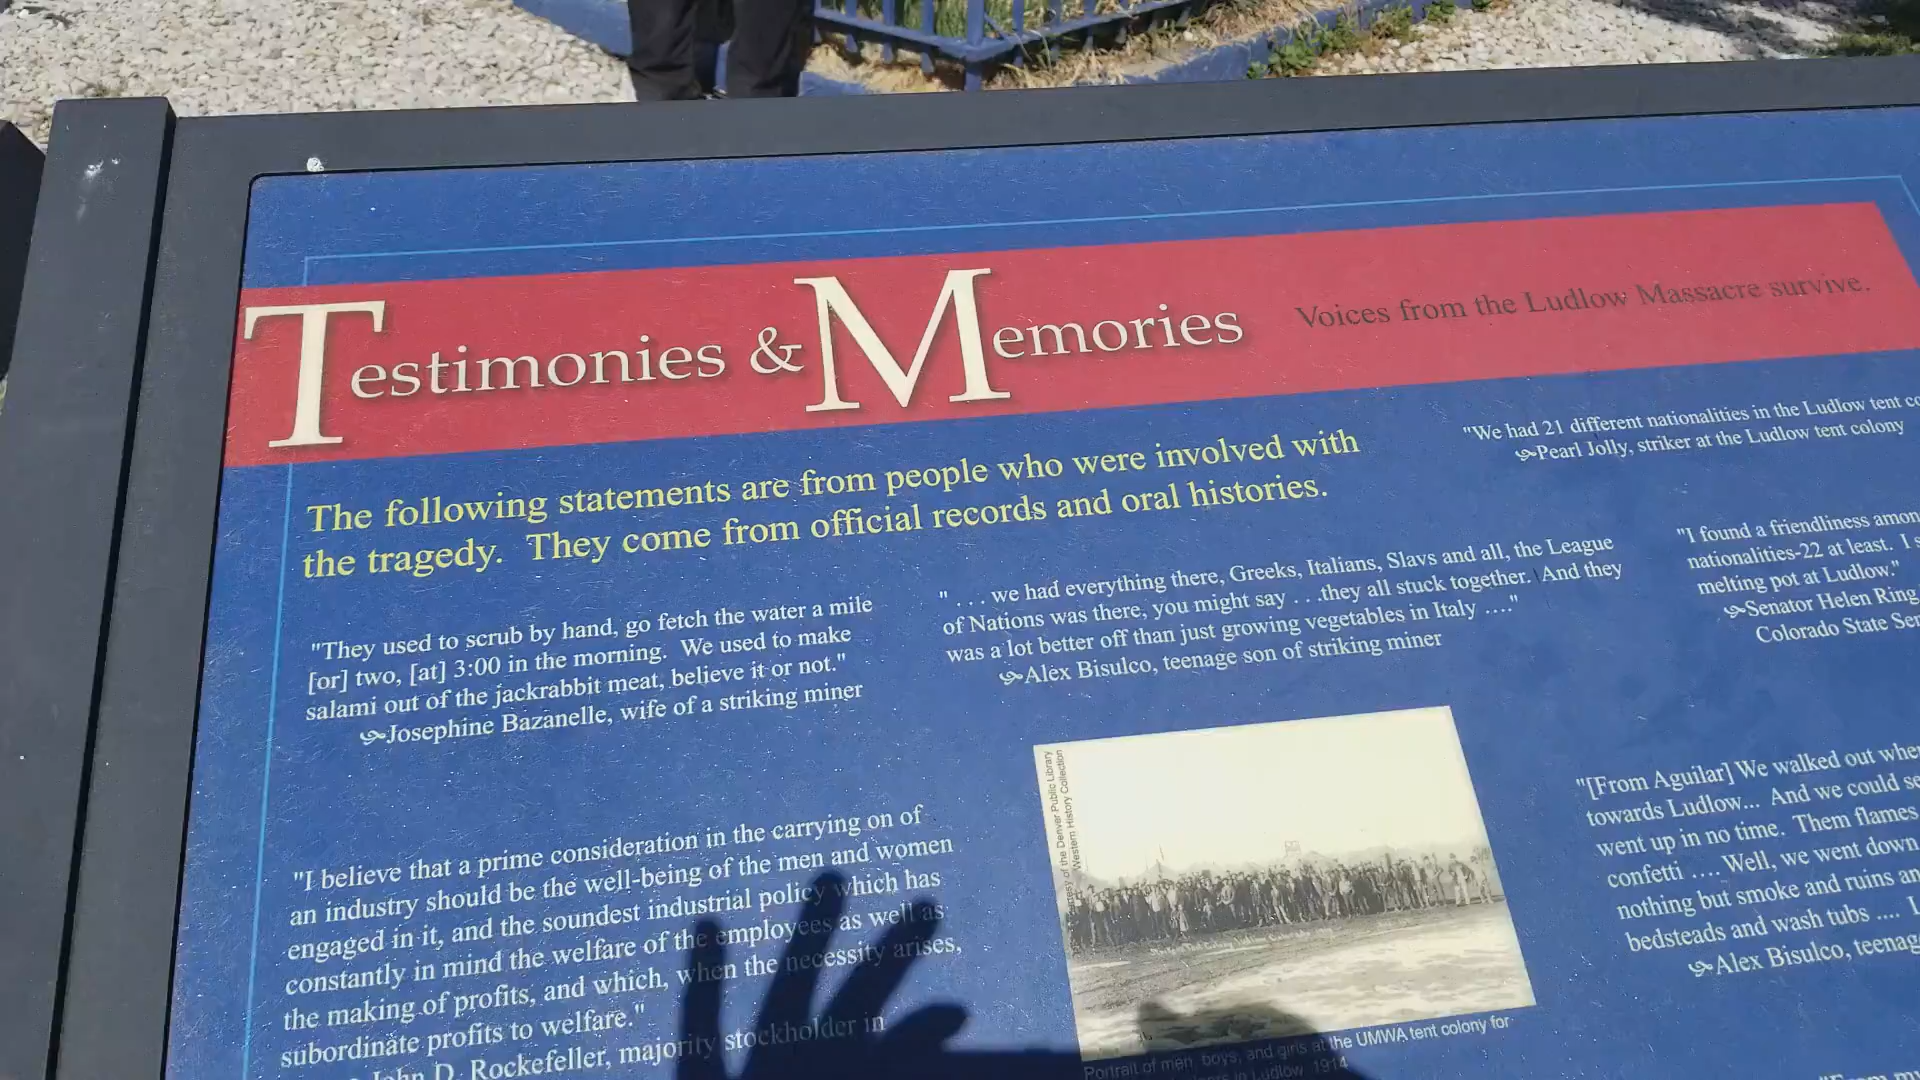 Testimonies & Memories
Voices from the Ludlow Massacre survive.
The following statements are from people who were involved with
the tragedy. They come from official records and oral histories.
"They used to scrub by hand, go fetch the water a mile
[or] two, [at] 3:00 in the morning. We used to make
salami out of the jackrabbit meat, believe it or not."
Josephine Bazanelle, wife of a striking miner
"I believe that a prime consideration in the carrying on of
an industry should be the well-being of the men and women
engaged in it, and the soundest industrial policy which has
constantly in mind the welfare of the employees as well as
the making of profits, and which, when the necessity arises,
subordinate profits to welfare."
John D. Rockefeller, majority stockholder in
" . . . we had everything there, Greeks, Italians, Slavs and all, the League
of Nations was there, you might say . . .they all stuck together. And they
was a lot better off than just growing vegetables in Italy ...."
Alex Bisulco, teenage son of striking miner
Courtesy of the Denver Public Library
Western History Collection
Portrait of men, boys, and girls at the UMWA tent colony for
in Ludlow, 1914
"We had 21 different nationalities in the Ludlow tent
Pearl Jolly, striker at the Ludlow tent colony
"I found a friendliness
nationalities-22 at least. I
melting pot at Ludlow."
Senator Helen Ring
Colorado State
"[From Aguilar] We walked out
towards Ludlow... And we could
went up in no time. Them flames
confetti .... Well, we went down
nothing but smoke and ruins
bedsteads and wash tubs .... I
Alex Bisulco,
"From